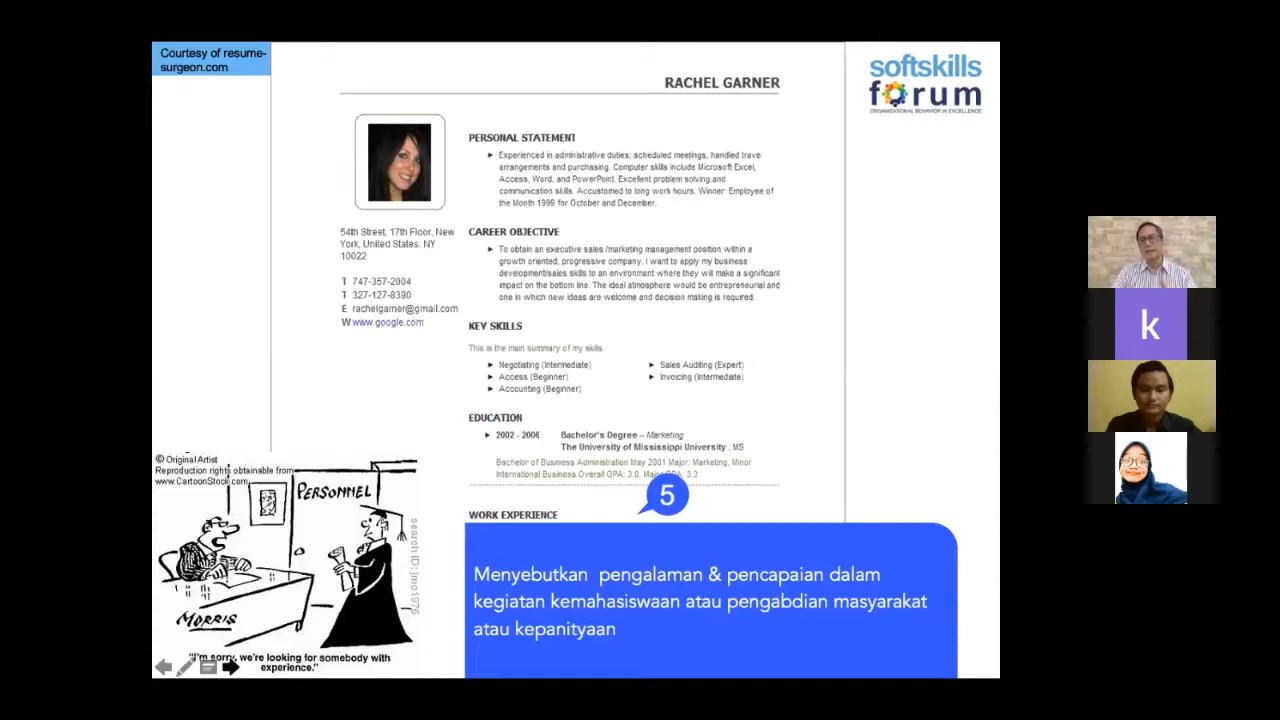 Courtesy of resume-
surgeon.com
softskills
forum
ORGANIZATIONAL BEHAVIOR IN EXCELLENCE
RACHEL GARNER
54th Street, 17th Floor, New
York, United States. NY
10022
T 747-357-2004
T 327-127-8390
E rachelgarner@gmail.com
W www.google.com
PERSONAL STATEMENT
► Experienced in administrative duties, scheduled meetings, handled trave
arrangements and purchasing. Computer skills include Microsoft Excel,
Access, Word, and PowerPoint. Excellent problem solving and
communication skills. Accustomed to long work hours. Winner: Employee of
the Month 1999 for October and December.
CAREER OBJECTIVE
► To obtain an executive sales /marketing management position within a
growth oriented, progressive company. I want to apply my business
development/sales skills to an environment where they will make a significant
impact on the bottom line. The ideal atmosphere would be entrepreneurial and
one in which new ideas are welcome and decision making is required.
KEY SKILLS
This is the main summary of my skills.
► Negotiating (Intermediate)
► Access (Beginner)
► Accounting (Beginner)
► Sales Auditing (Expert)
► Invoicing (Intermediate)
EDUCATION
► 2002 - 2006 Bachelor's Degree – Marketing
The University of Mississippi University , MS
Bachelor of Business Administration May 2001 Major: Marketing, Minor
International Business Overall GPA: 3.0, Major GPA: 3.2
5
WORK EXPERIENCE
Menyebutkan pengalaman & pencapaian dalam
kegiatan kemahasiswaan atau pengabdian masyarakat
atau kepanityaan
© Original Artist
Reproduction rights obtainable from
www.CartoonStock.com
PERSONNEL
MORRIS
search ID: jmo1976
"I'm sorry, we're looking for somebody with
experience."
k